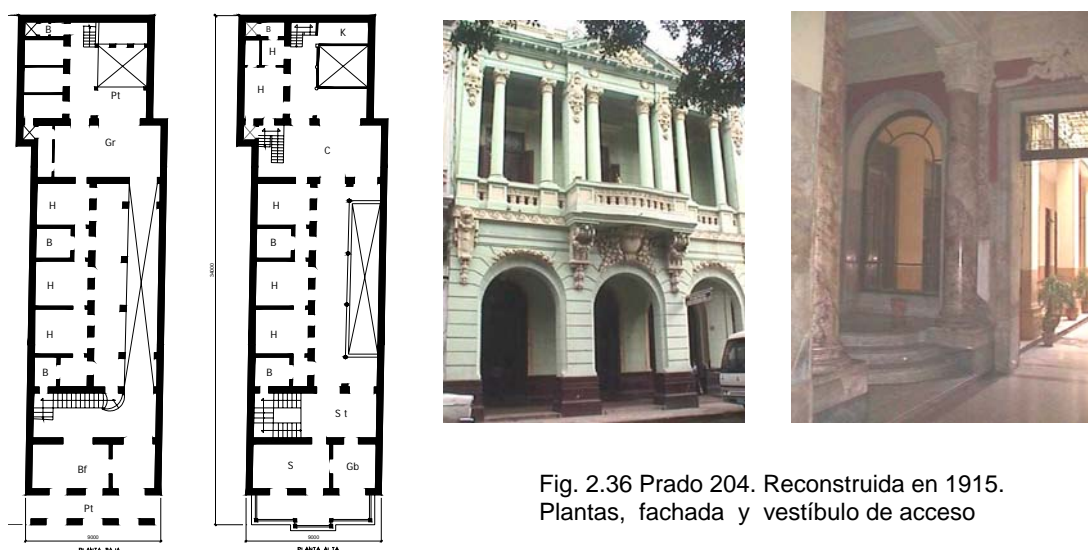 B
Pt
Gr
H
B
H
H
B
Bf
Pt
9000
PLANTA BAJA
B
K
H
H
C
H
B
H
H
B
S t
S
Gb
34000
9000
PLANTA ALTA
Fig. 2.36 Prado 204. Reconstruida en 1915.
Plantas, fachada y vestíbulo de acceso